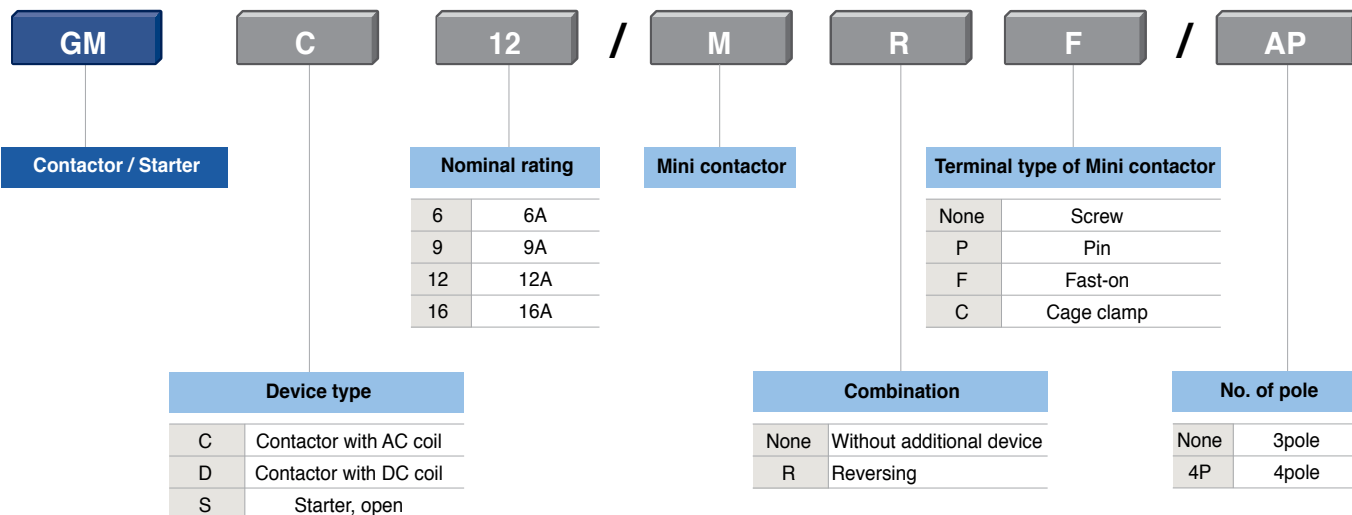 GM C 12 / M R F / AP
Contactor / Starter
Nominal rating
6 6A
9 9A
12 12A
16 16A
Mini contactor
Terminal type of Mini contactor
None Screw
P Pin
F Fast-on
C Cage clamp
Device type
C Contactor with AC coil
D Contactor with DC coil
S Starter, open
Combination
None Without additional device
R Reversing
No. of pole
None 3pole
4P 4pole